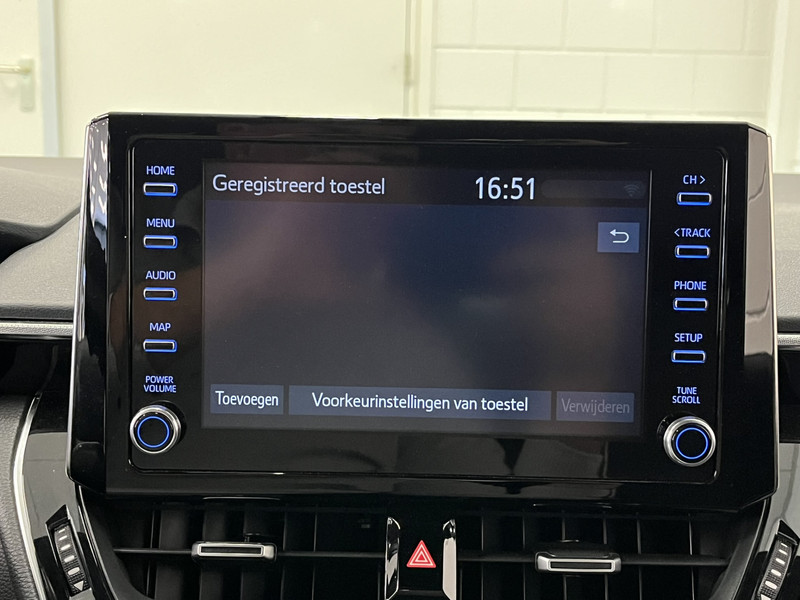 HOME
MENU
AUDIO
MAP
POWER
VOLUME
Geregistreerd toestel 16:51
Toevoegen Voorkeurinstellingen van toestel Verwijderen
CH >
<TRACK
PHONE
SETUP
TUNE
SCROLL